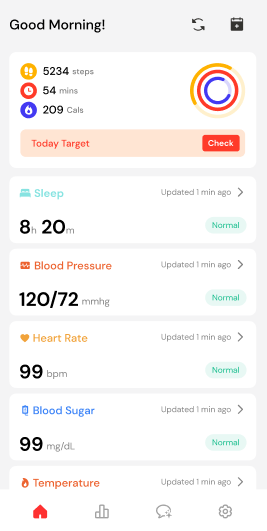 Good Morning!
5234 steps
54 mins
209 Cals
Today Target Check
Sleep Updated 1 min ago
8h 20m Normal
Blood Pressure Updated 1 min ago
120/72 mmhg Normal
Heart Rate Updated 1 min ago
99 bpm Normal
Blood Sugar Updated 1 min ago
99 mg/dL Normal
Temperature Updated 1 min ago